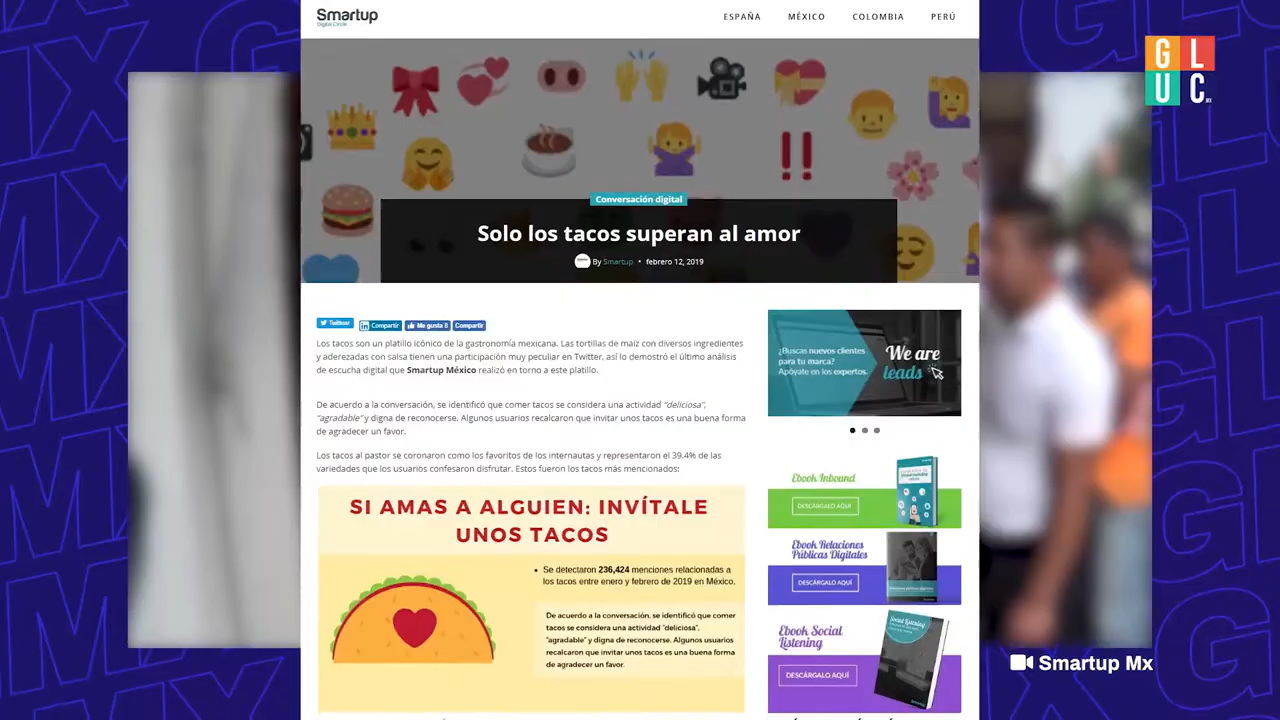 Smartup
Digital Circle
ESPAÑA MÉXICO COLOMBIA PERÚ
G L
U C
.MX
Conversación digital
Solo los tacos superan al amor
By Smartup • febrero 12, 2019
Twittear Compartir Me gusta 8 Compartir
Los tacos son un platillo icónico de la gastronomía mexicana. Las tortillas de maíz con diversos ingredientes
y aderezadas con salsa tienen una participación muy peculiar en Twitter, así lo demostró el último análisis
de escucha digital que Smartup México realizó en torno a este platillo.
De acuerdo a la conversación, se identificó que comer tacos se considera una actividad "deliciosa",
"agradable" y digna de reconocerse. Algunos usuarios recalcaron que invitar unos tacos es una buena forma
de agradecer un favor.
Los tacos al pastor se coronaron como los favoritos de los internautas y representaron el 39.4% de las
variedades que los usuarios confesaron disfrutar. Estos fueron los tacos más mencionados:
SI AMAS A ALGUIEN: INVÍTALE
UNOS TACOS
• Se detectaron 236,424 menciones relacionadas a
los tacos entre enero y febrero de 2019 en México.
De acuerdo a la conversación, se identificó que comer
tacos se considera una actividad "deliciosa",
"agradable" y digna de reconocerse. Algunos usuarios
recalcaron que invitar unos tacos es una buena forma
de agradecer un favor.
¿Buscas nuevos clientes
para tu marca?
Apóyate en los expertos.
We are
leads
Ebook Inbound
DESCÁRGALO AQUÍ
Ebook Relaciones
Públicas Digitales
DESCÁRGALO AQUÍ
Ebook Social
Listening
DESCÁRGALO AQUÍ
Social Listening
Smartup Mx